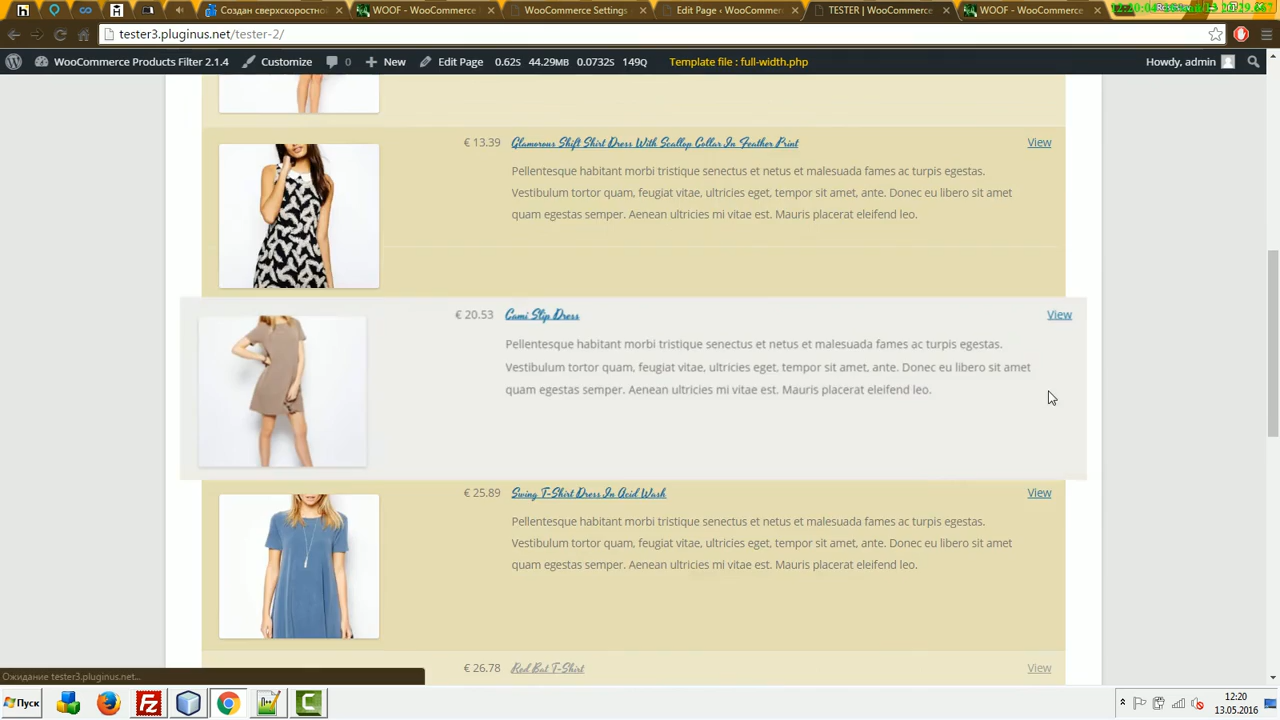 Создан сверхскоростно
WOOF - WooCommerce
WooCommerce Settings
Edit Page ‹ WooCommerc
TESTER | WooCommerce
WOOF - WooCommerce
tester3.pluginus.net/tester-2/
WooCommerce Products Filter 2.1.4
Customize
0
New
Edit Page
0.62S
44.29MB
0.0732S
149Q
Template file : full-width.php
Howdy, admin
€ 13.39
Glamorous Shift Shirt Dress With Scallop Collar In Feather Print
View
Pellentesque habitant morbi tristique senectus et netus et malesuada fames ac turpis egestas.
Vestibulum tortor quam, feugiat vitae, ultricies eget, tempor sit amet, ante. Donec eu libero sit amet
quam egestas semper. Aenean ultricies mi vitae est. Mauris placerat eleifend leo.
€ 20.53
Cami Slip Dress
View
Pellentesque habitant morbi tristique senectus et netus et malesuada fames ac turpis egestas.
Vestibulum tortor quam, feugiat vitae, ultricies eget, tempor sit amet, ante. Donec eu libero sit amet
quam egestas semper. Aenean ultricies mi vitae est. Mauris placerat eleifend leo.
€ 25.89
Swing T-Shirt Dress In Acid Wash
View
Pellentesque habitant morbi tristique senectus et netus et malesuada fames ac turpis egestas.
Vestibulum tortor quam, feugiat vitae, ultricies eget, tempor sit amet, ante. Donec eu libero sit amet
quam egestas semper. Aenean ultricies mi vitae est. Mauris placerat eleifend leo.
€ 26.78
Red Bat T-Shirt
View
Ожидание tester3.pluginus.net...
Пуск
12:20
13.05.2016